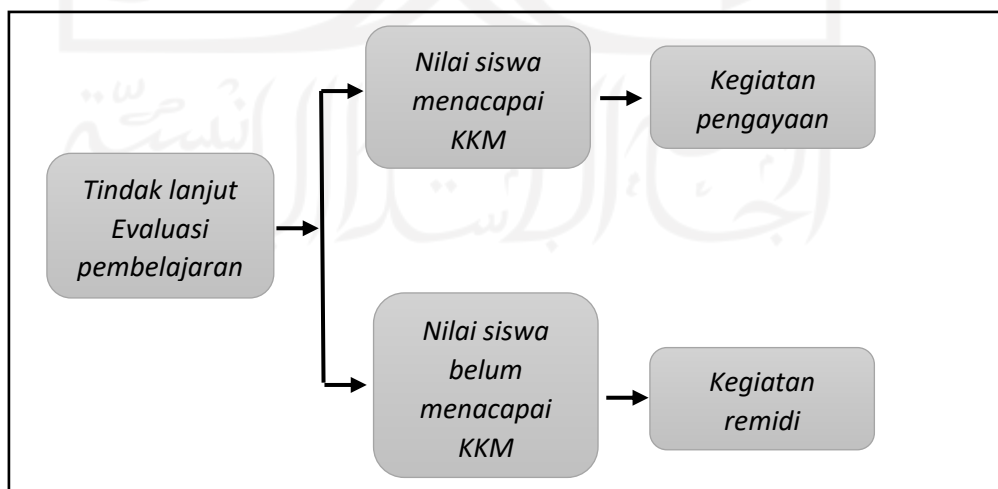 Tindak lanjut
Evaluasi
pembelajaran
Nilai siswa
menacapai
KKM
Kegiatan
pengayaan
Nilai siswa
belum
menacapai
KKM
Kegiatan
remidi